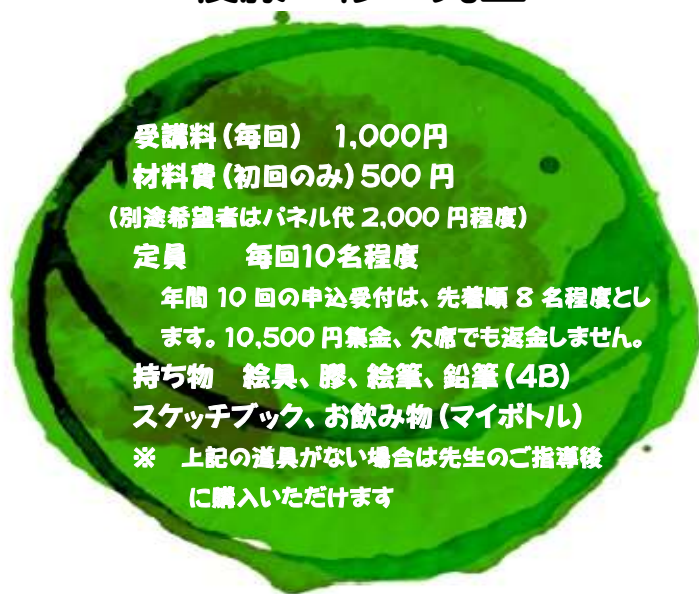 受講料(毎回) 1,000円
材料費(初回のみ)500円
(別途希望者はパネル代 2,000 円程度)
定員 毎回10名程度
年間 10 回の申込受付は、先着順 8 名程度とし
ます。10,500 円集金、欠席でも返金しません。
持ち物 絵具、膠、絵筆、鉛筆(4B)
スケッチブック、お飲み物(マイボトル)
※ 上記の道具がない場合は先生のご指導後
に購入いただけます